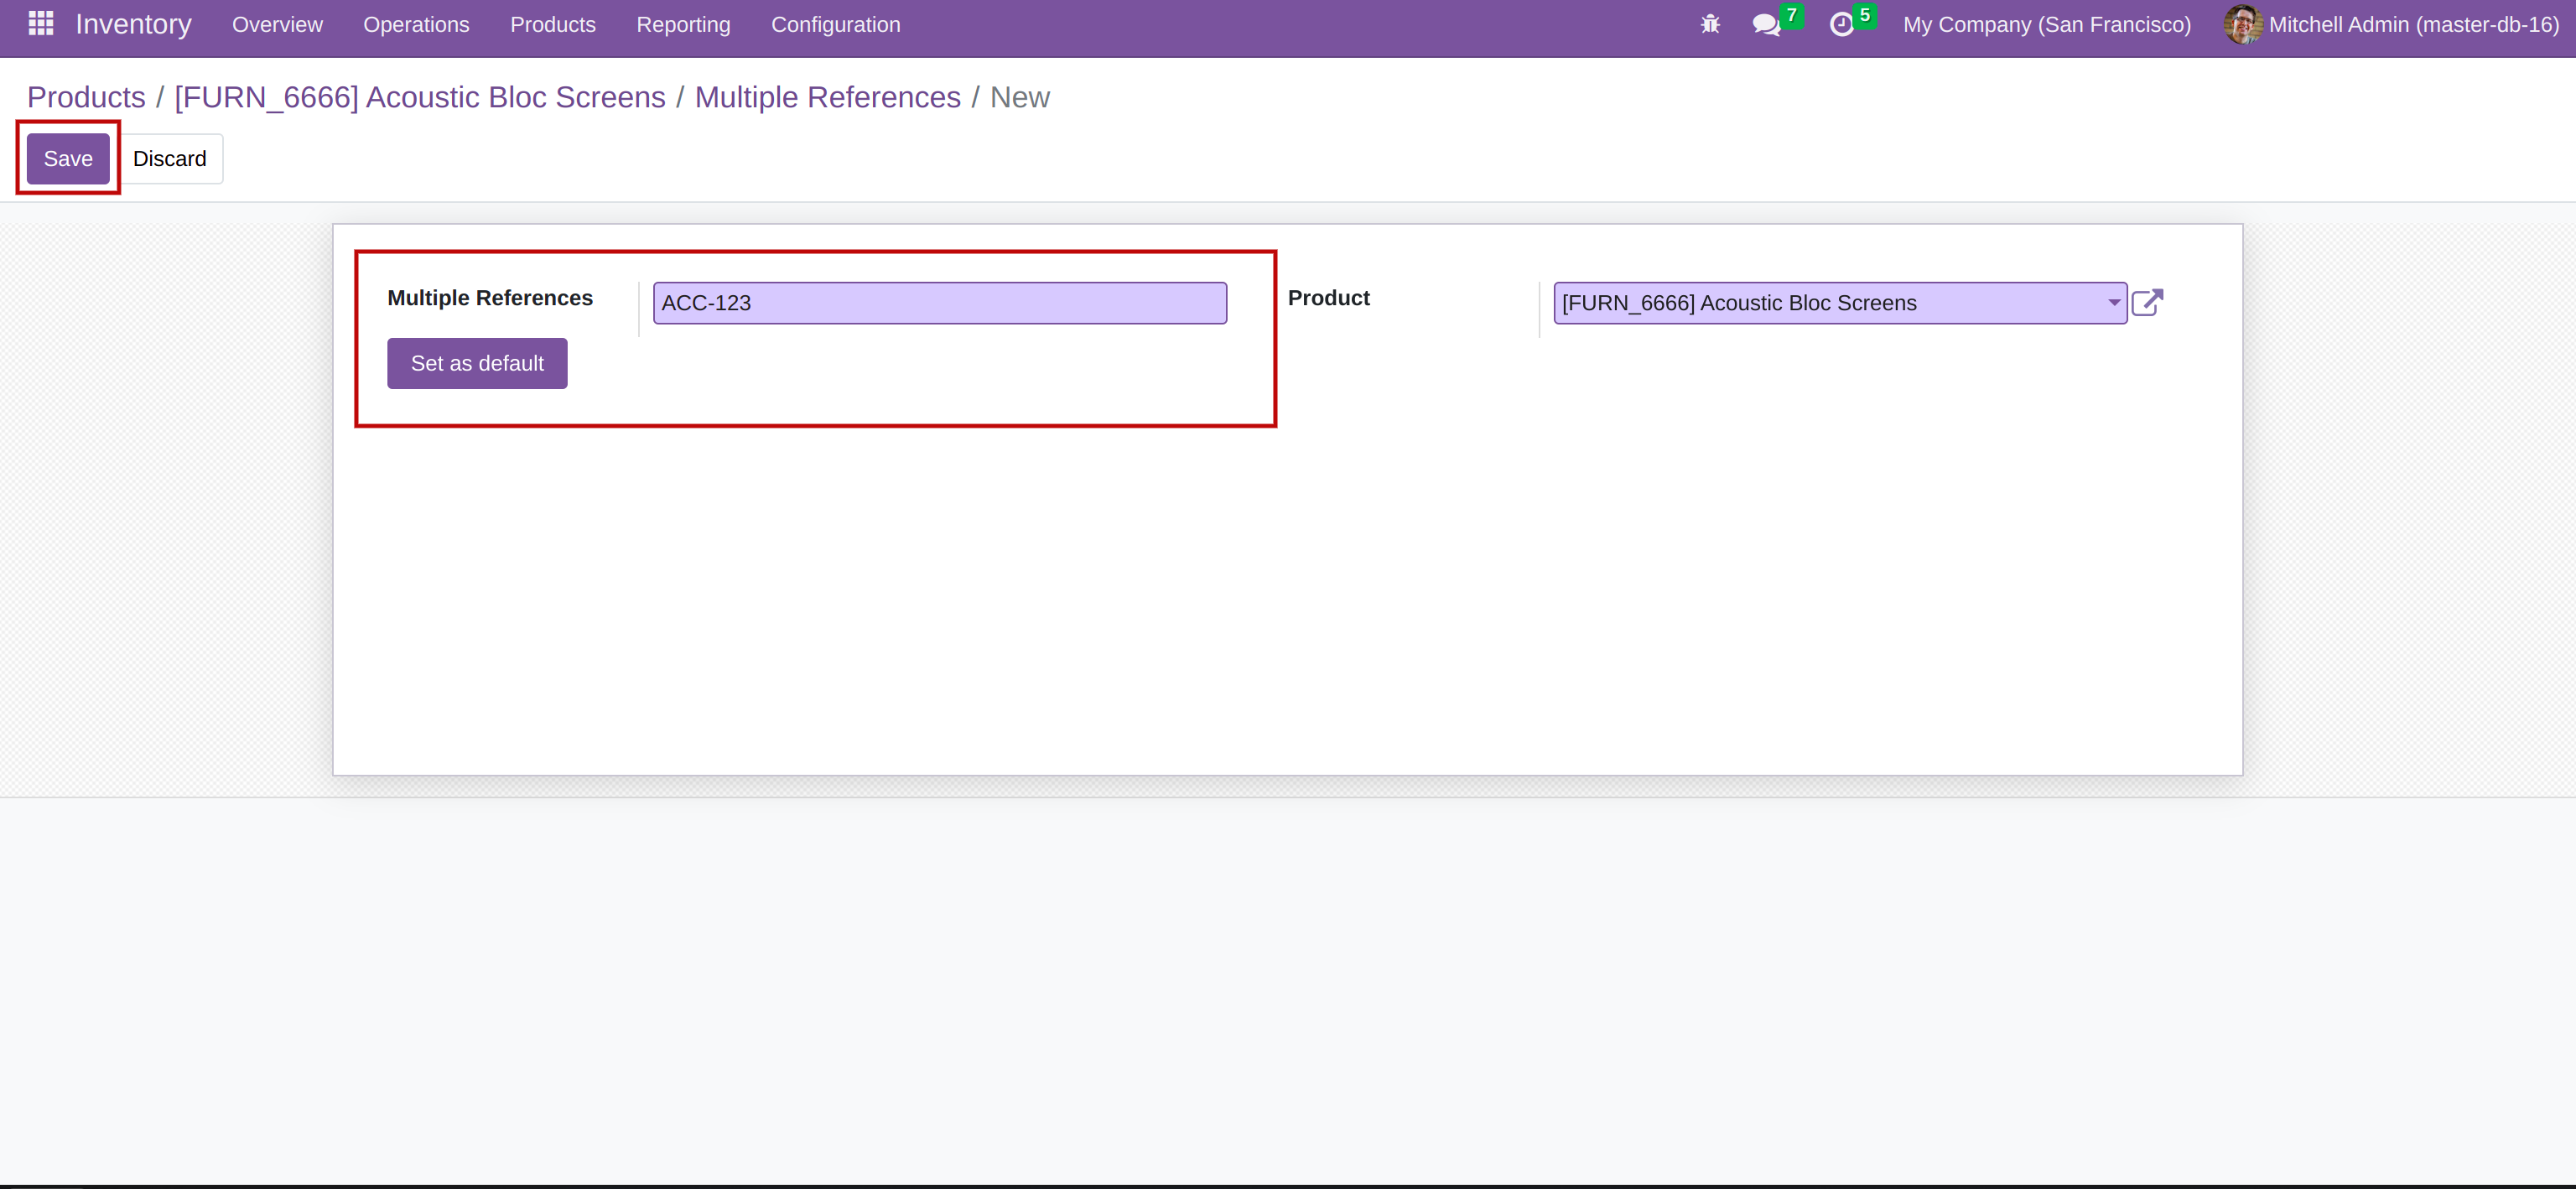 Inventory Overview Operations Products Reporting Configuration 7 5 My Company (San Francisco) Mitchell Admin (master-db-16)
Products / [FURN_6666] Acoustic Bloc Screens / Multiple References / New
Save Discard
Multiple References ACC-123 Product [FURN_6666] Acoustic Bloc Screens
Set as default